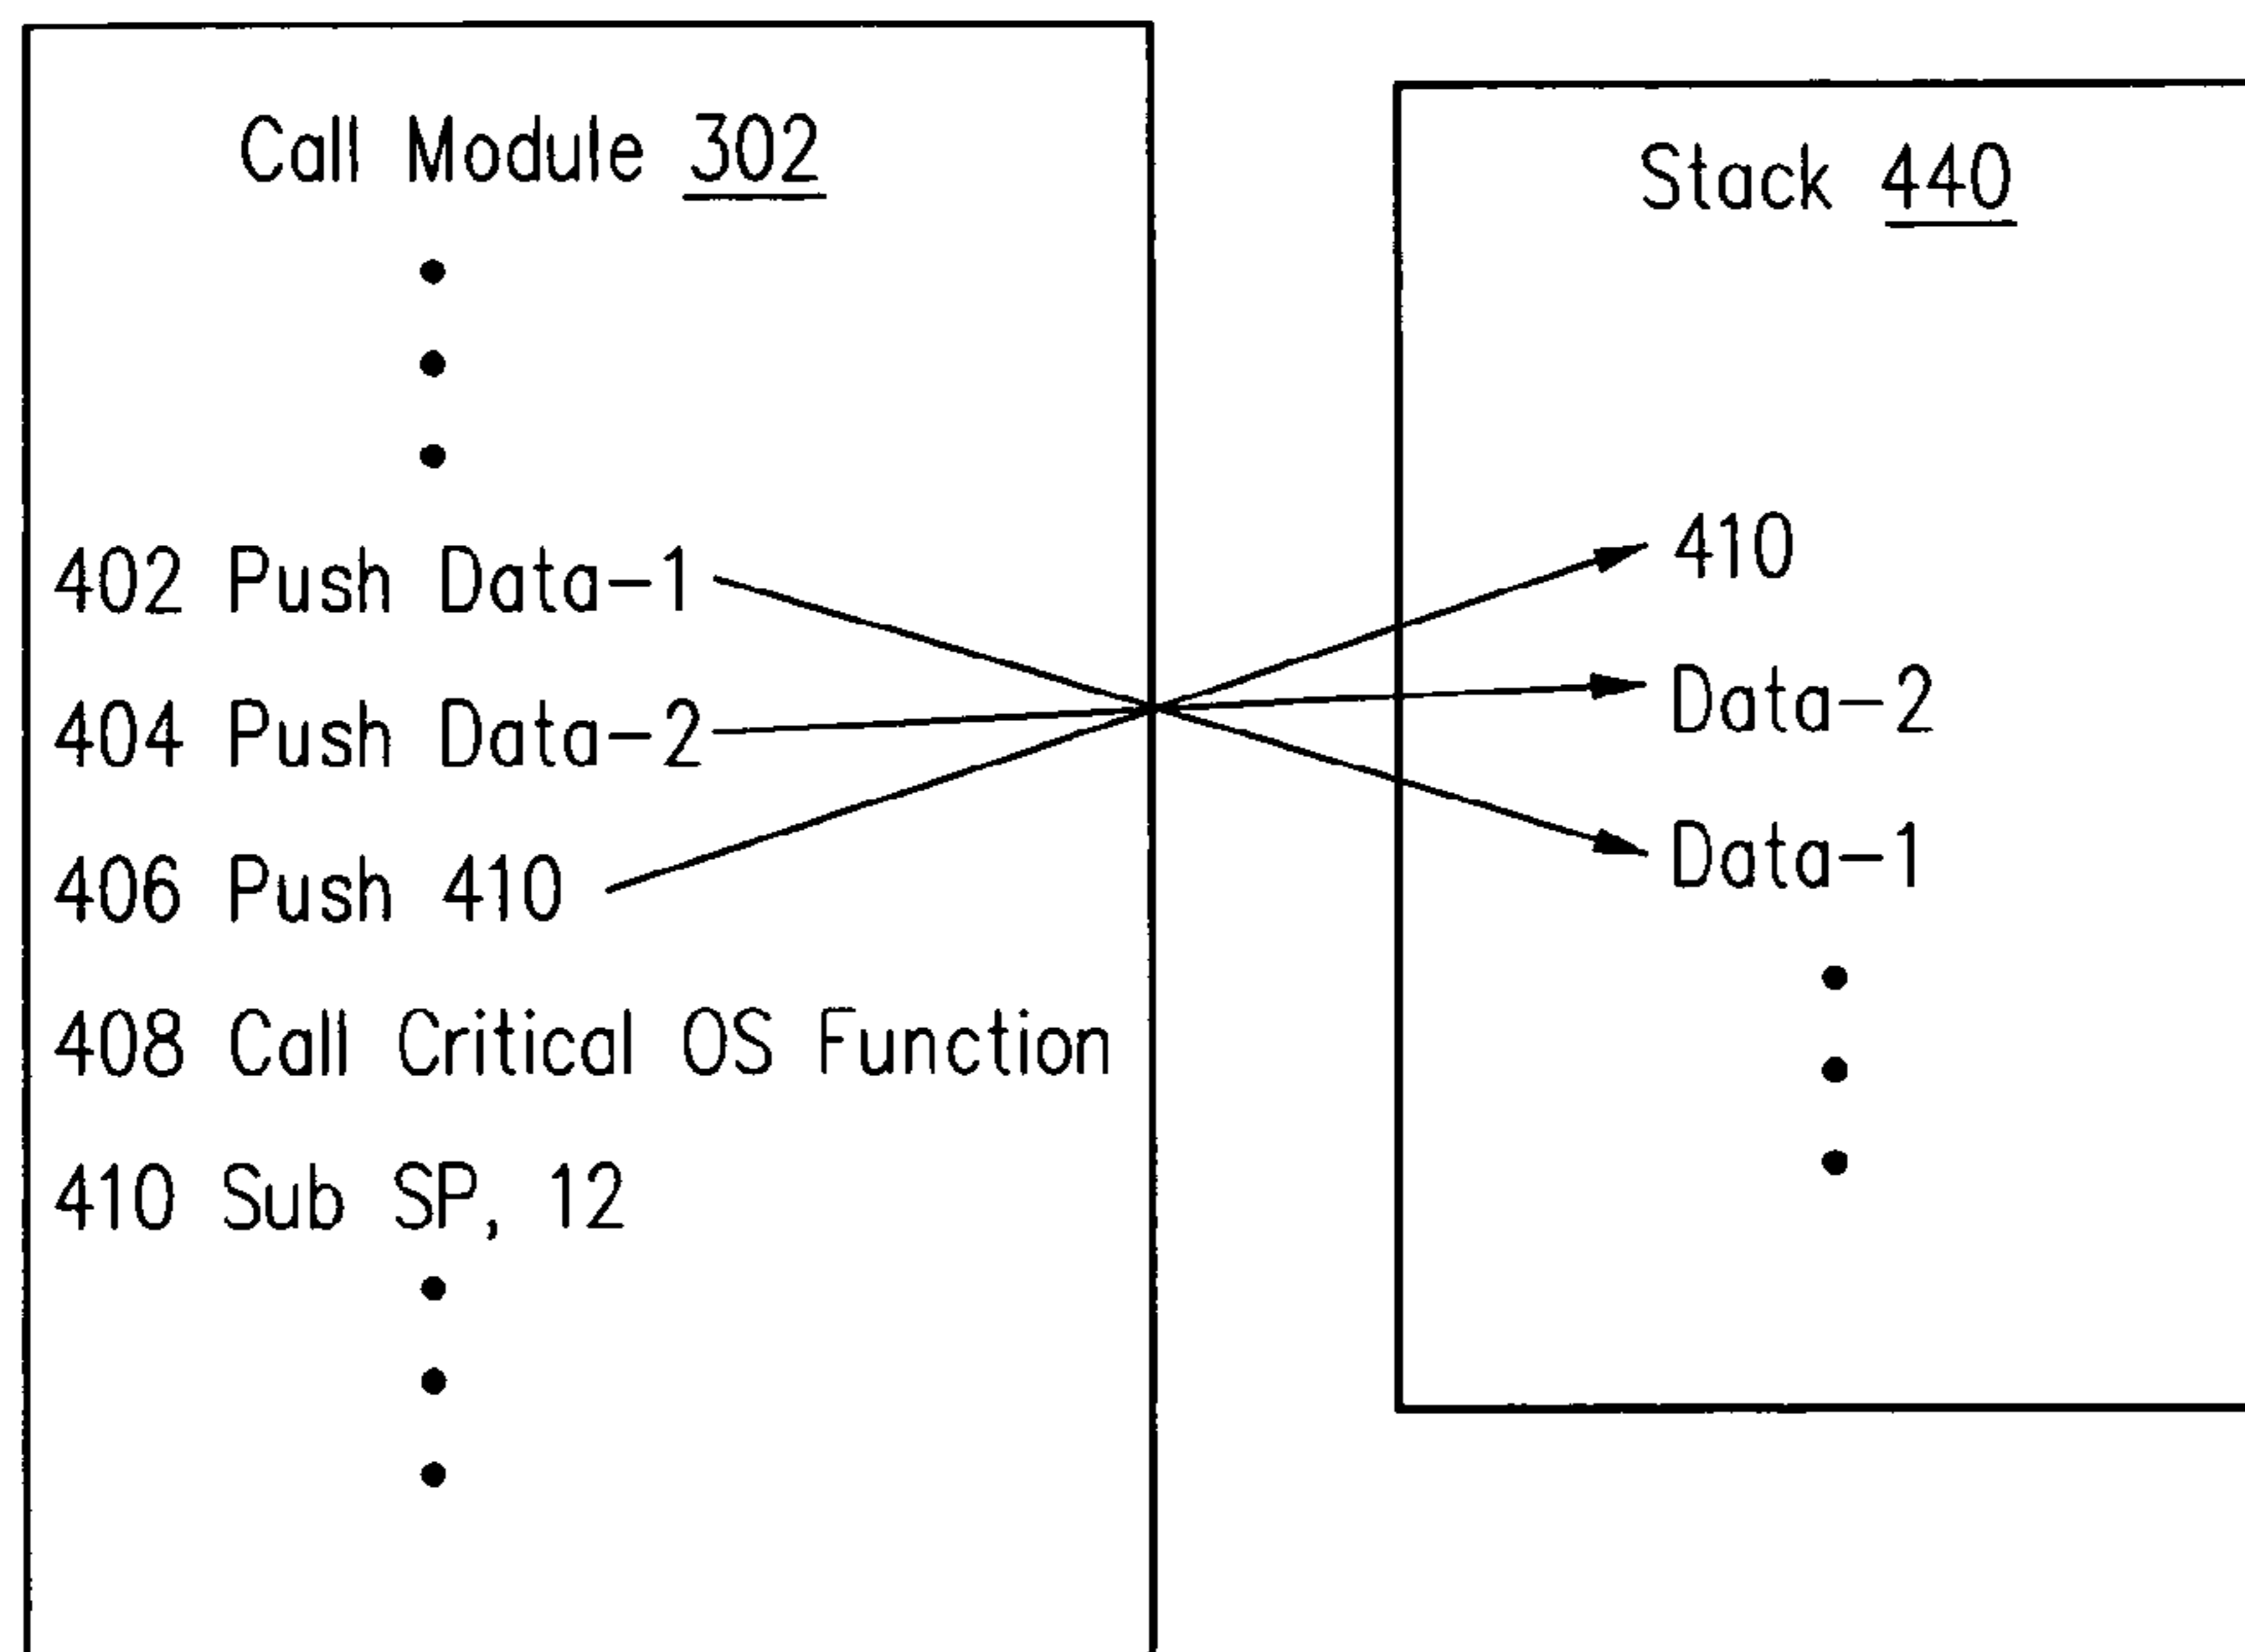 Call Module 302
402 Push Data-1
404 Push Data-2
406 Push 410
408 Call Critical OS Function
410 Sub SP, 12
Stack 440
410
Data-2
Data-1